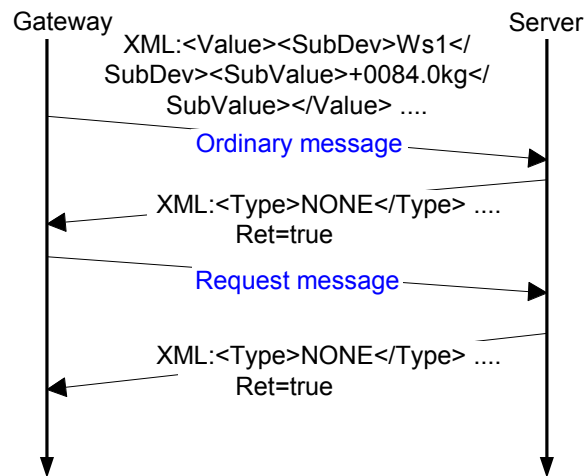 Gateway
Server
XML:<Value><SubDev>Ws1</
SubDev><SubValue>+0084.0kg</
SubValue></Value> ....
Ordinary message
XML:<Type>NONE</Type> ....
Ret=true
Request message
XML:<Type>NONE</Type> ....
Ret=true